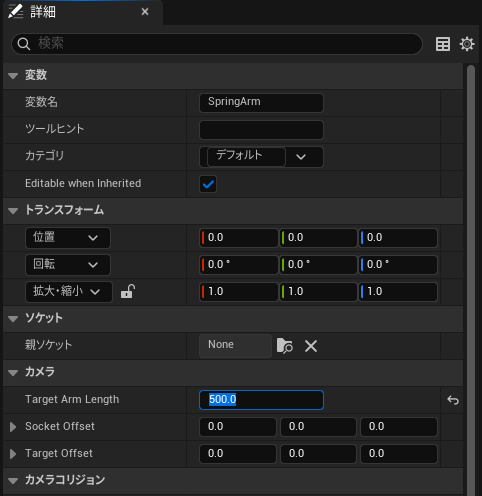 詳細
検索
変数
変数名 SpringArm
ツールヒント
カテゴリ デフォルト
Editable when Inherited
トランスフォーム
位置 0.0 0.0 0.0
回転 0.0 ° 0.0 ° 0.0 °
拡大・縮小 1.0 1.0 1.0
ソケット
親ソケット None
カメラ
Target Arm Length 500.0
Socket Offset 0.0 0.0 0.0
Target Offset 0.0 0.0 0.0
カメラコリジョン